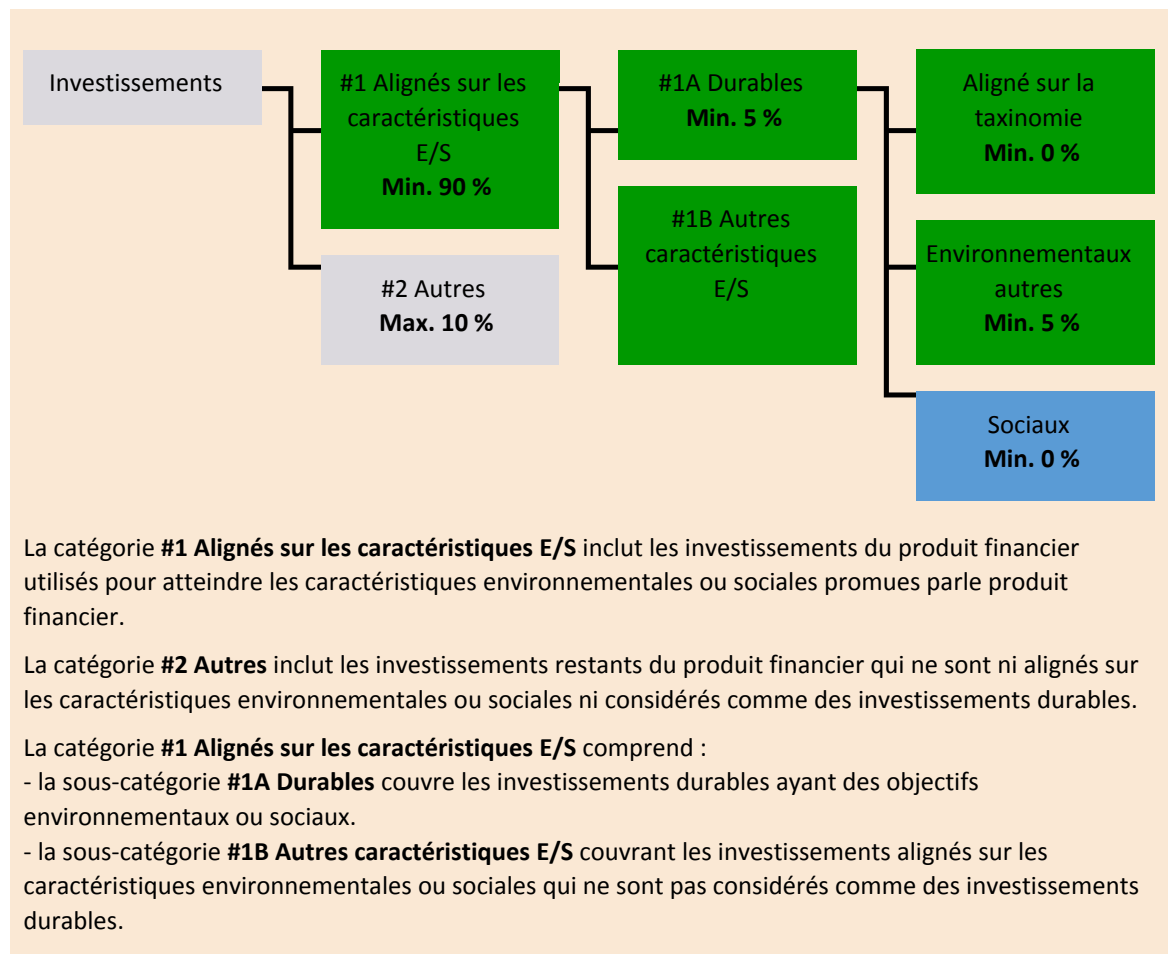 Investissements
#1 Alignés sur les
caractéristiques
E/S
Min. 90 %
#2 Autres
Max. 10 %
#1A Durables
Min. 5 %
#1B Autres
caractéristiques
E/S
Aligné sur la
taxinomie
Min. 0 %
Environnementaux
autres
Min. 5 %
Sociaux
Min. 0 %
La catégorie #1 Alignés sur les caractéristiques E/S inclut les investissements du produit financier
utilisés pour atteindre les caractéristiques environnementales ou sociales promues parle produit
financier.
La catégorie #2 Autres inclut les investissements restants du produit financier qui ne sont ni alignés sur
les caractéristiques environnementales ou sociales ni considérés comme des investissements durables.
La catégorie #1 Alignés sur les caractéristiques E/S comprend :
- la sous-catégorie #1A Durables couvre les investissements durables ayant des objectifs
environnementaux ou sociaux.
- la sous-catégorie #1B Autres caractéristiques E/S couvrant les investissements alignés sur les
caractéristiques environnementales ou sociales qui ne sont pas considérés comme des investissements
durables.